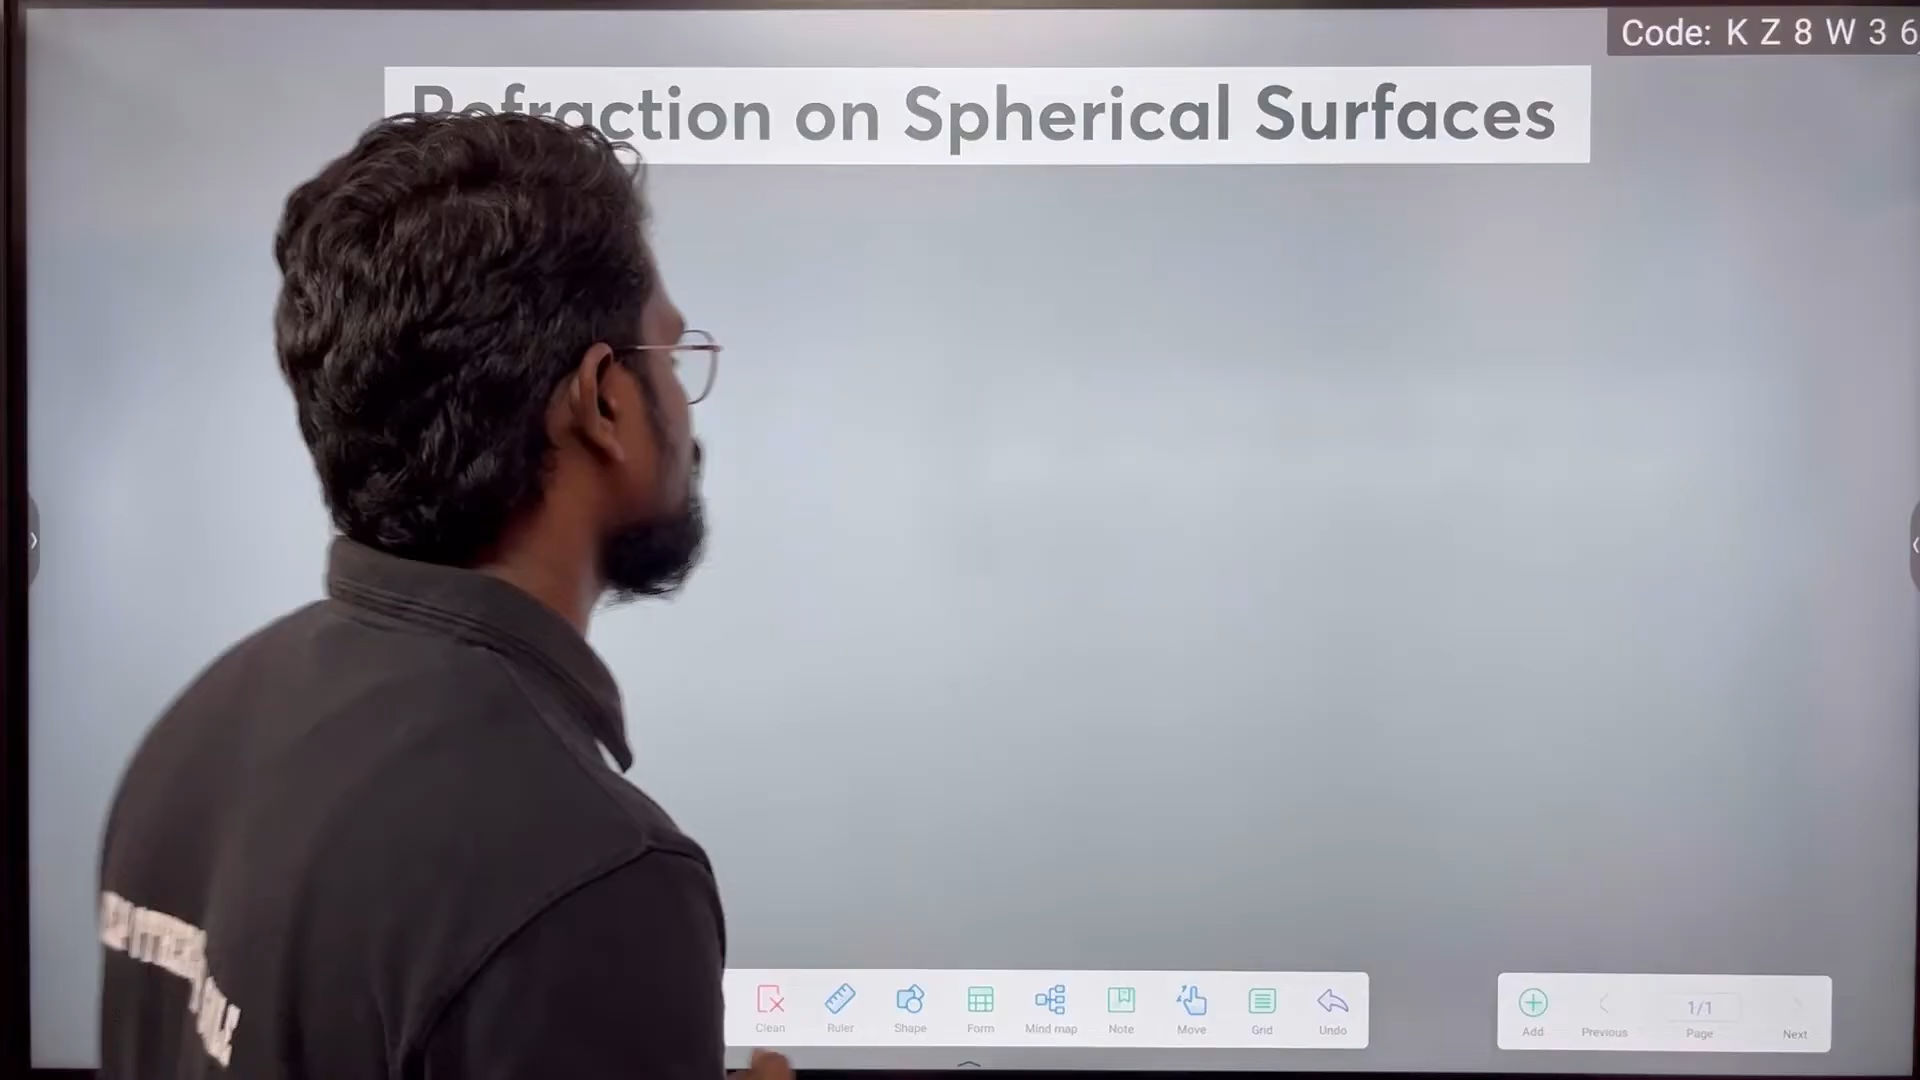 Code: K Z 8 W 3 6
Refraction on Spherical Surfaces
Clean Ruler Shape Form Mind map Note Move Grid Undo
Add Previous 1/1 Page Next